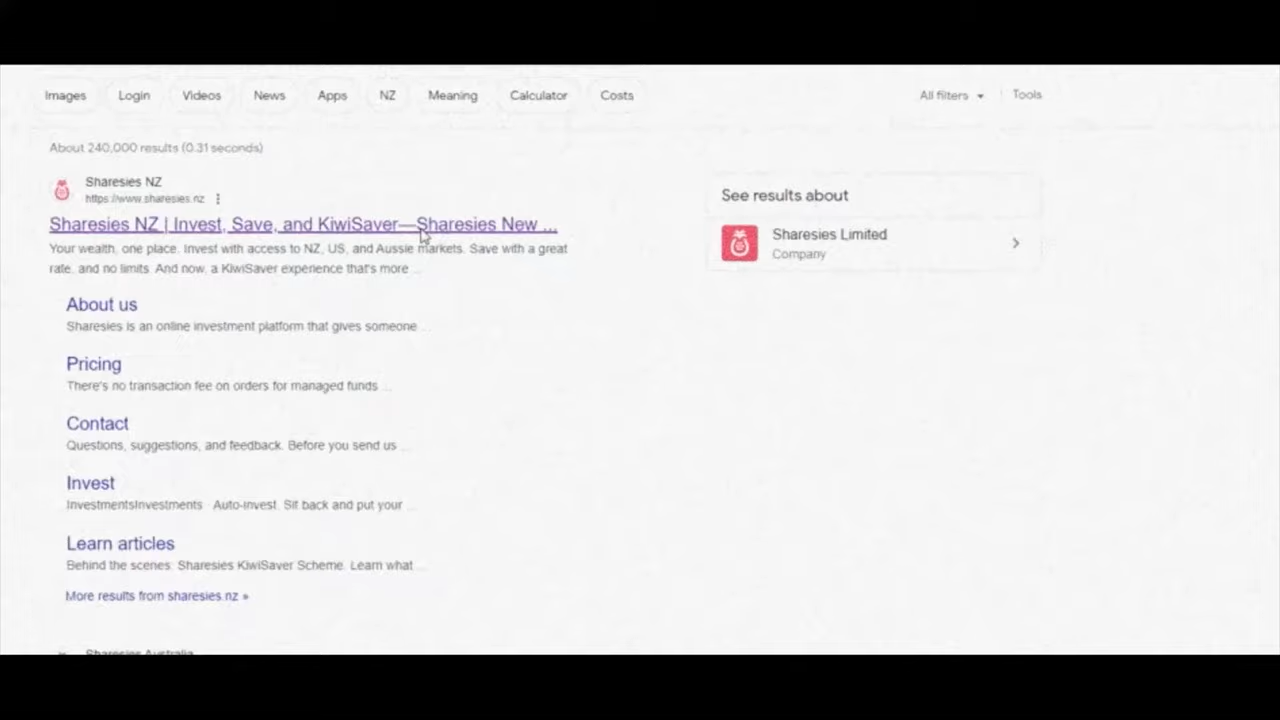 Images Login Videos News Apps NZ Meaning Calculator Costs All filters Tools
About 240,000 results (0.31 seconds)
Sharesies NZ
https://www.sharesies.nz
Sharesies NZ | Invest, Save, and KiwiSaver—Sharesies New ...
Your wealth, one place. Invest with access to NZ, US, and Aussie markets. Save with a great
rate, and no limits. And now, a KiwiSaver experience that's more ...
About us
Sharesies is an online investment platform that gives someone ...
Pricing
There's no transaction fee on orders for managed funds ...
Contact
Questions, suggestions, and feedback. Before you send us ...
Invest
InvestmentsInvestments · Auto-invest. Sit back and put your ...
Learn articles
Behind the scenes: Sharesies KiwiSaver Scheme. Learn what ...
More results from sharesies.nz »
Sharesies Australia
See results about
Sharesies Limited
Company